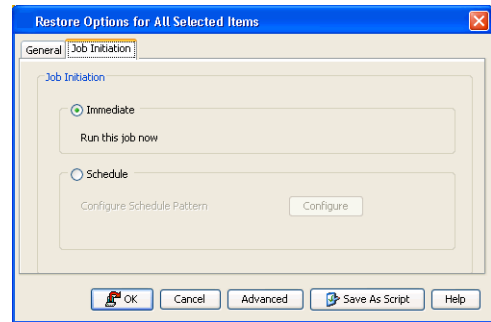 Restore Options for All Selected Items
General Job Initiation
Job Initiation
Immediate
Run this job now
Schedule
Configure Schedule Pattern Configure
OK Cancel Advanced Save As Script Help